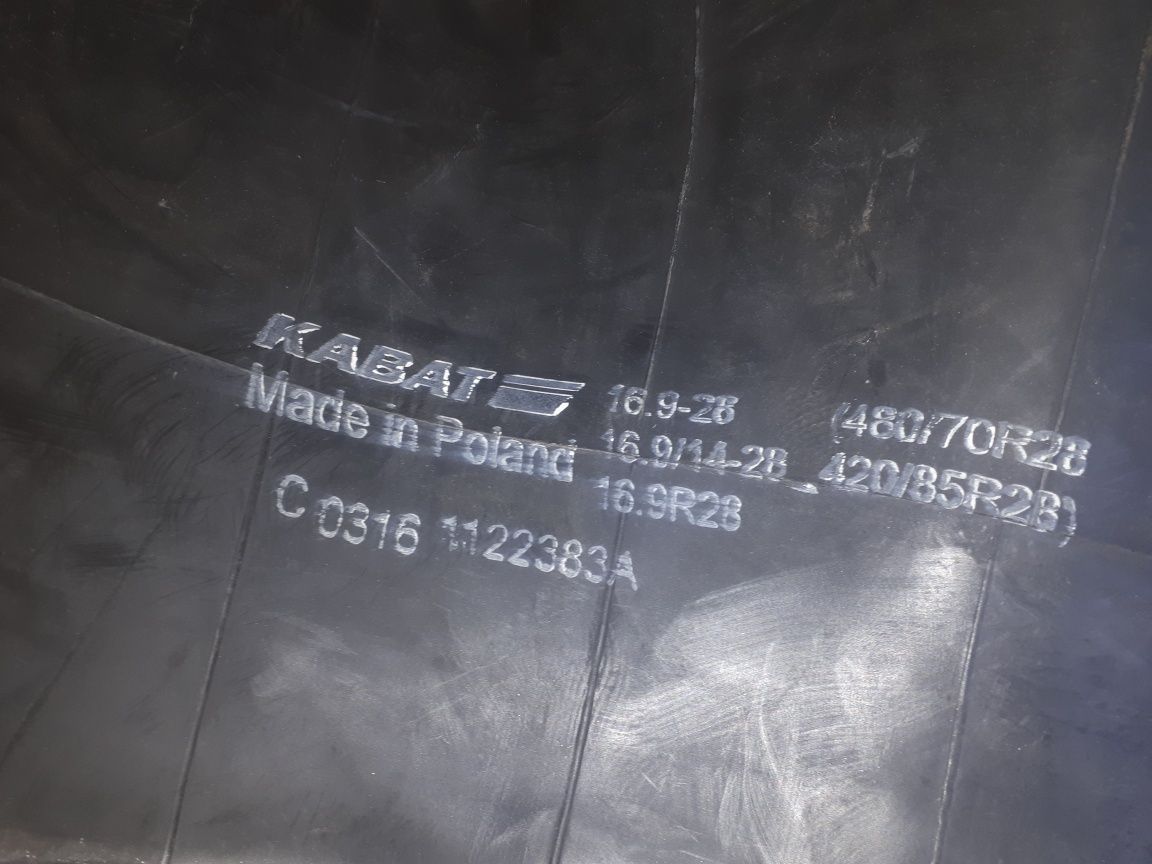 KABAT 16.9-28 (480/70R28
Made in Poland 16.9/14-28 420/85R28)
16.9R28
C 0316 1122383A